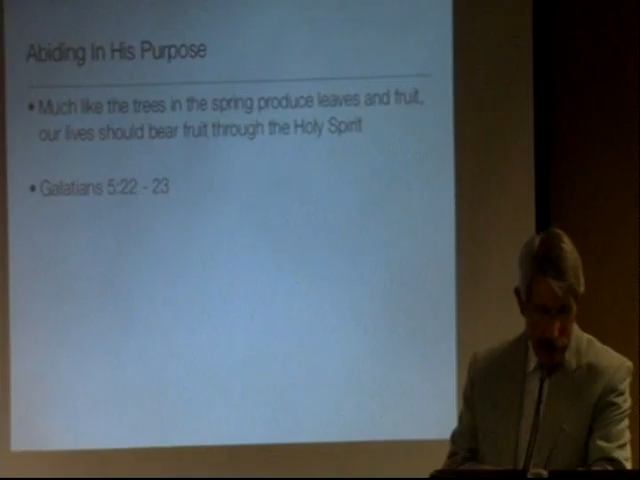 Abiding In His Purpose
• Much like the trees in the spring produce leaves and fruit,
our lives should bear fruit through the Holy Spirit
• Galatians 5:22 - 23